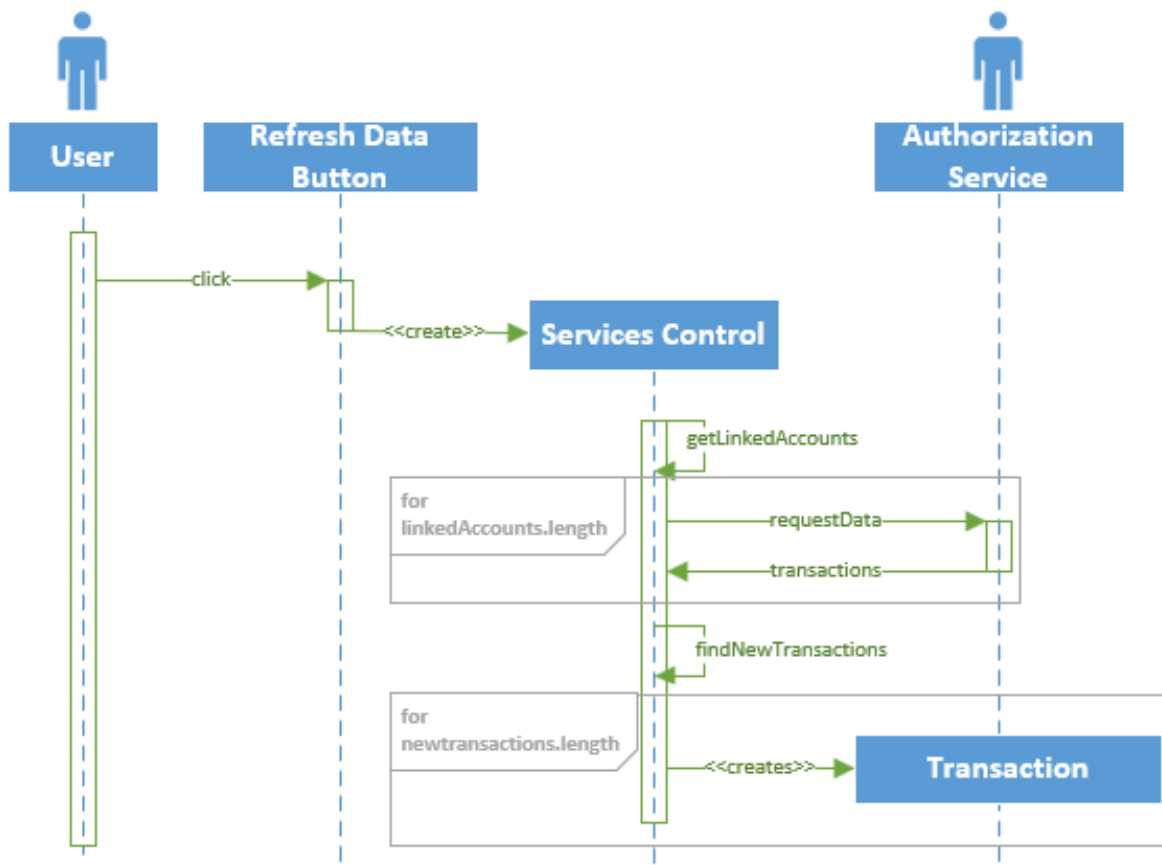 User
Refresh Data
Button
Authorization
Service
click
<<create>>
Services Control
getLinkedAccounts
for
linkedAccounts.length
requestData
transactions
findNewTransactions
for
newtransactions.length
<<creates>>
Transaction